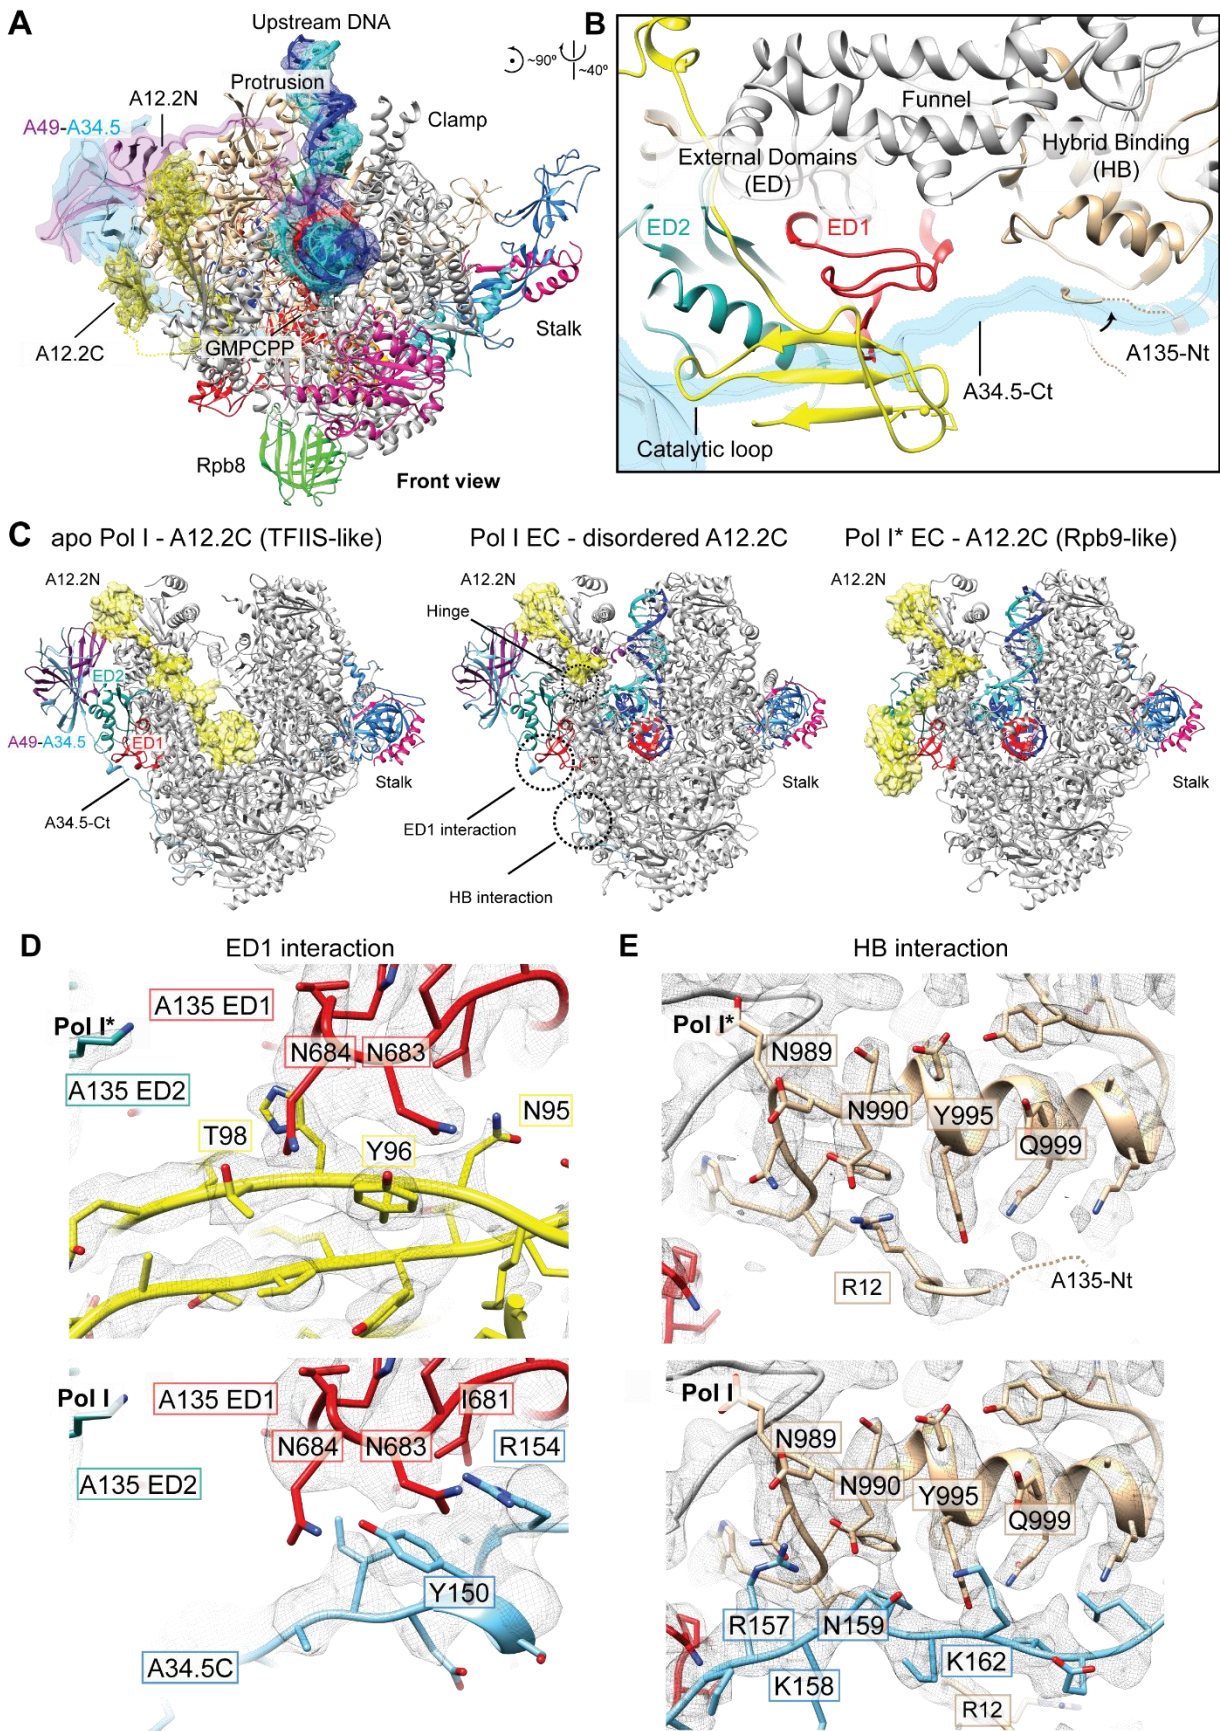 A
Upstream DNA
~90º
~40º
Protrusion
A12.2N
Clamp
A49-A34.5
A12.2C
GMPCPP
Stalk
Rpb8
Front view
B
Funnel
External Domains
(ED)
Hybrid Binding
(HB)
ED2
ED1
A135-Nt
A34.5-Ct
Catalytic loop
C
apo Pol I - A12.2C (TFIIS-like)
Pol I EC - disordered A12.2C
Pol I* EC - A12.2C (Rpb9-like)
A12.2N
ED2
A49-A34.5
ED1
Stalk
A34.5-Ct
A12.2N
Hinge
Stalk
ED1 interaction
HB interaction
A12.2N
Stalk
D
ED1 interaction
Pol I*
A135 ED1
N684
N683
A135 ED2
T98
Y96
N95
Pol I
A135 ED1
I681
N684
N683
R154
A135 ED2
Y150
A34.5C
E
HB interaction
Pol I*
N989
N990
Y995
Q999
R12
A135-Nt
Pol I
N989
N990
Y995
Q999
R157
N159
K158
K162
R12